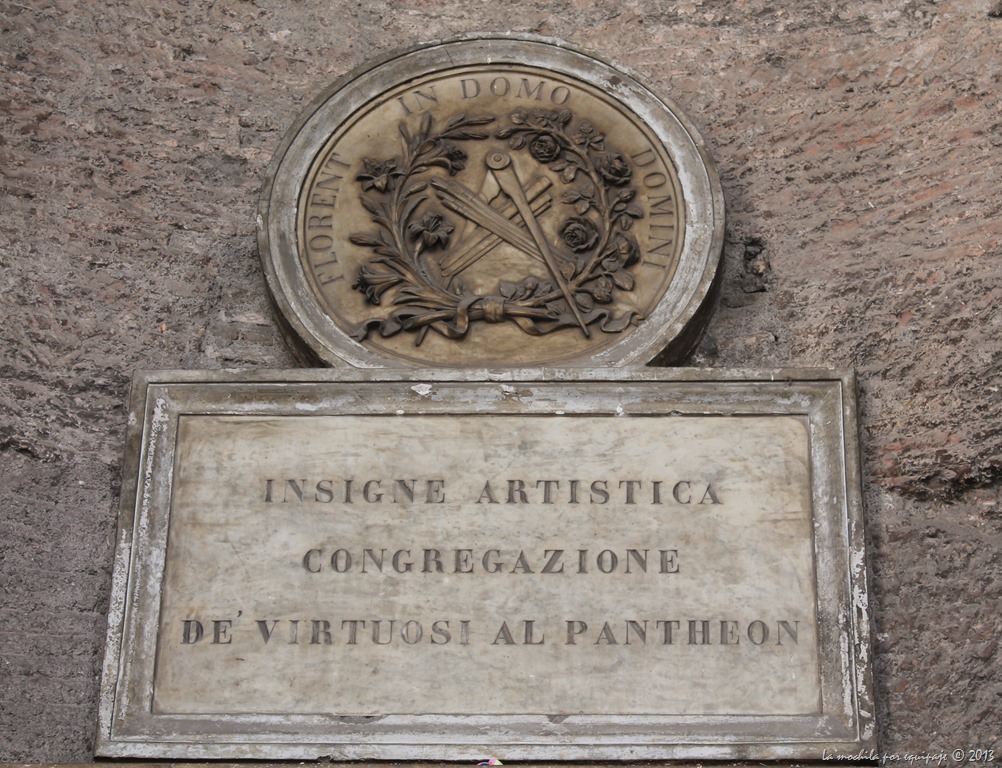 FLORENT IN DOMO DOMINI
INSIGNE ARTISTICA
CONGREGAZIONE
DE' VIRTUOSI AL PANTHEON
La mochila por equipaje © 2013